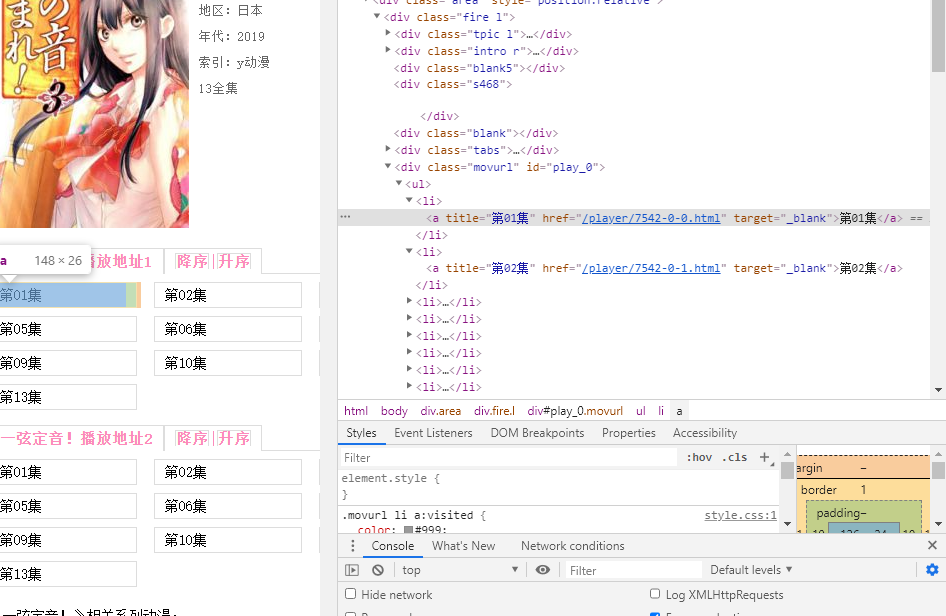 の音
まれ！
3
地区：日本
年代：2019
索引：y动漫
13全集
a 148 × 26
播放地址1 降序|升序
第01集 第02集
第05集 第06集
第09集 第10集
第13集
一弦定音！播放地址2 降序|升序
第01集 第02集
第05集 第06集
第09集 第10集
第13集
一弦定音！》相关系列动漫：
<div class="area" style="position:relative">
<div class="fire l">
<div class="tpic l">…</div>
<div class="intro r">…</div>
<div class="blank5"></div>
<div class="s468">
</div>
<div class="blank"></div>
<div class="tabs">…</div>
<div class="movurl" id="play_0">
<ul>
<li>
<a title="第01集" href="/player/7542-0-0.html" target="_blank">第01集</a> ==
</li>
<li>
<a title="第02集" href="/player/7542-0-1.html" target="_blank">第02集</a>
</li>
<li>…</li>
<li>…</li>
<li>…</li>
<li>…</li>
<li>…</li>
<li>…</li>
html body div.area div.fire.l div#play_0.movurl ul li a
Styles Event Listeners DOM Breakpoints Properties Accessibility
Filter :hov .cls +
element.style {
}
.movurl li a:visited { style.css:1
color: #999;
argin –
border 1
padding–
Console What's New Network conditions
top Filter Default levels
Hide network Log XMLHttpRequests